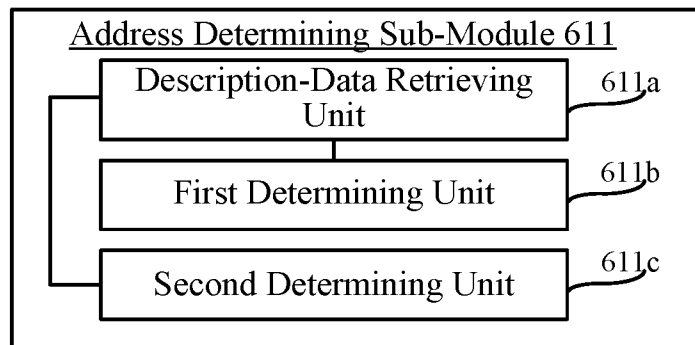 Address Determining Sub-Module 611
Description-Data Retrieving
Unit
611a
First Determining Unit
611b
Second Determining Unit
611c